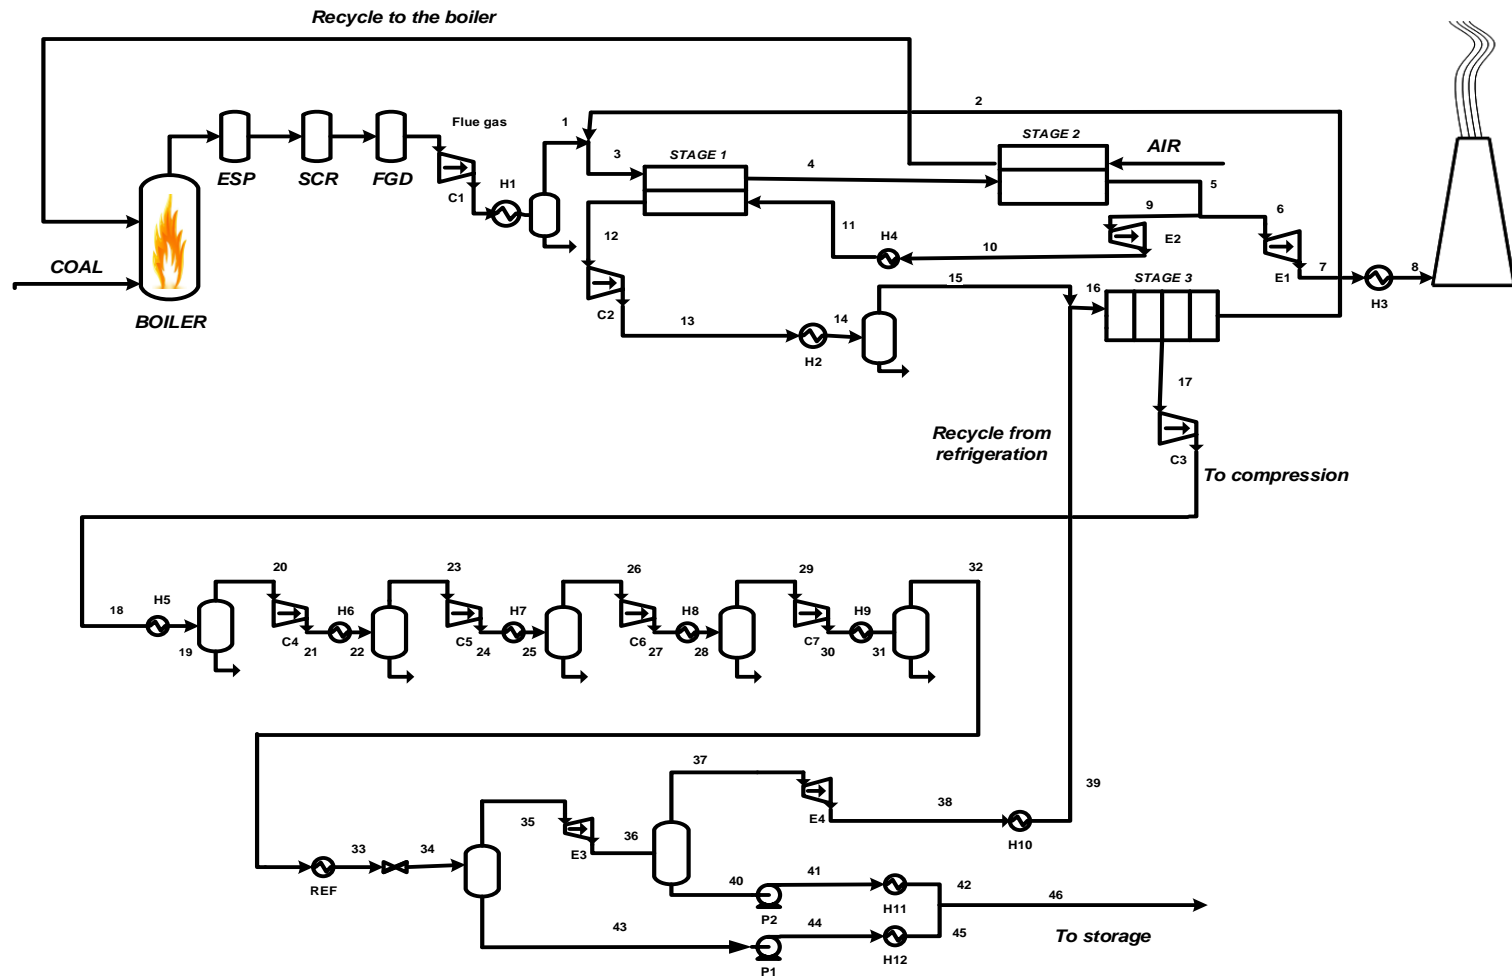 Recycle to the boiler
2
Flue gas
1
STAGE 2
AIR
3
STAGE 1
4
ESP
SCR
FGD
C1
H1
5
9
6
12
11
H4
10
E2
COAL
E1
7
8
H3
BOILER
15
16
STAGE 3
C2
13
14
H2
17
Recycle from
refrigeration
C3
To compression
20
23
26
29
32
18
H5
H6
H7
H8
H9
19
C4
21
22
C5
24
25
C6
27
28
C7
30
31
37
39
35
36
38
E4
E3
33
34
H10
REF
40
41
42
46
P2
H11
43
44
45
To storage
P1
H12